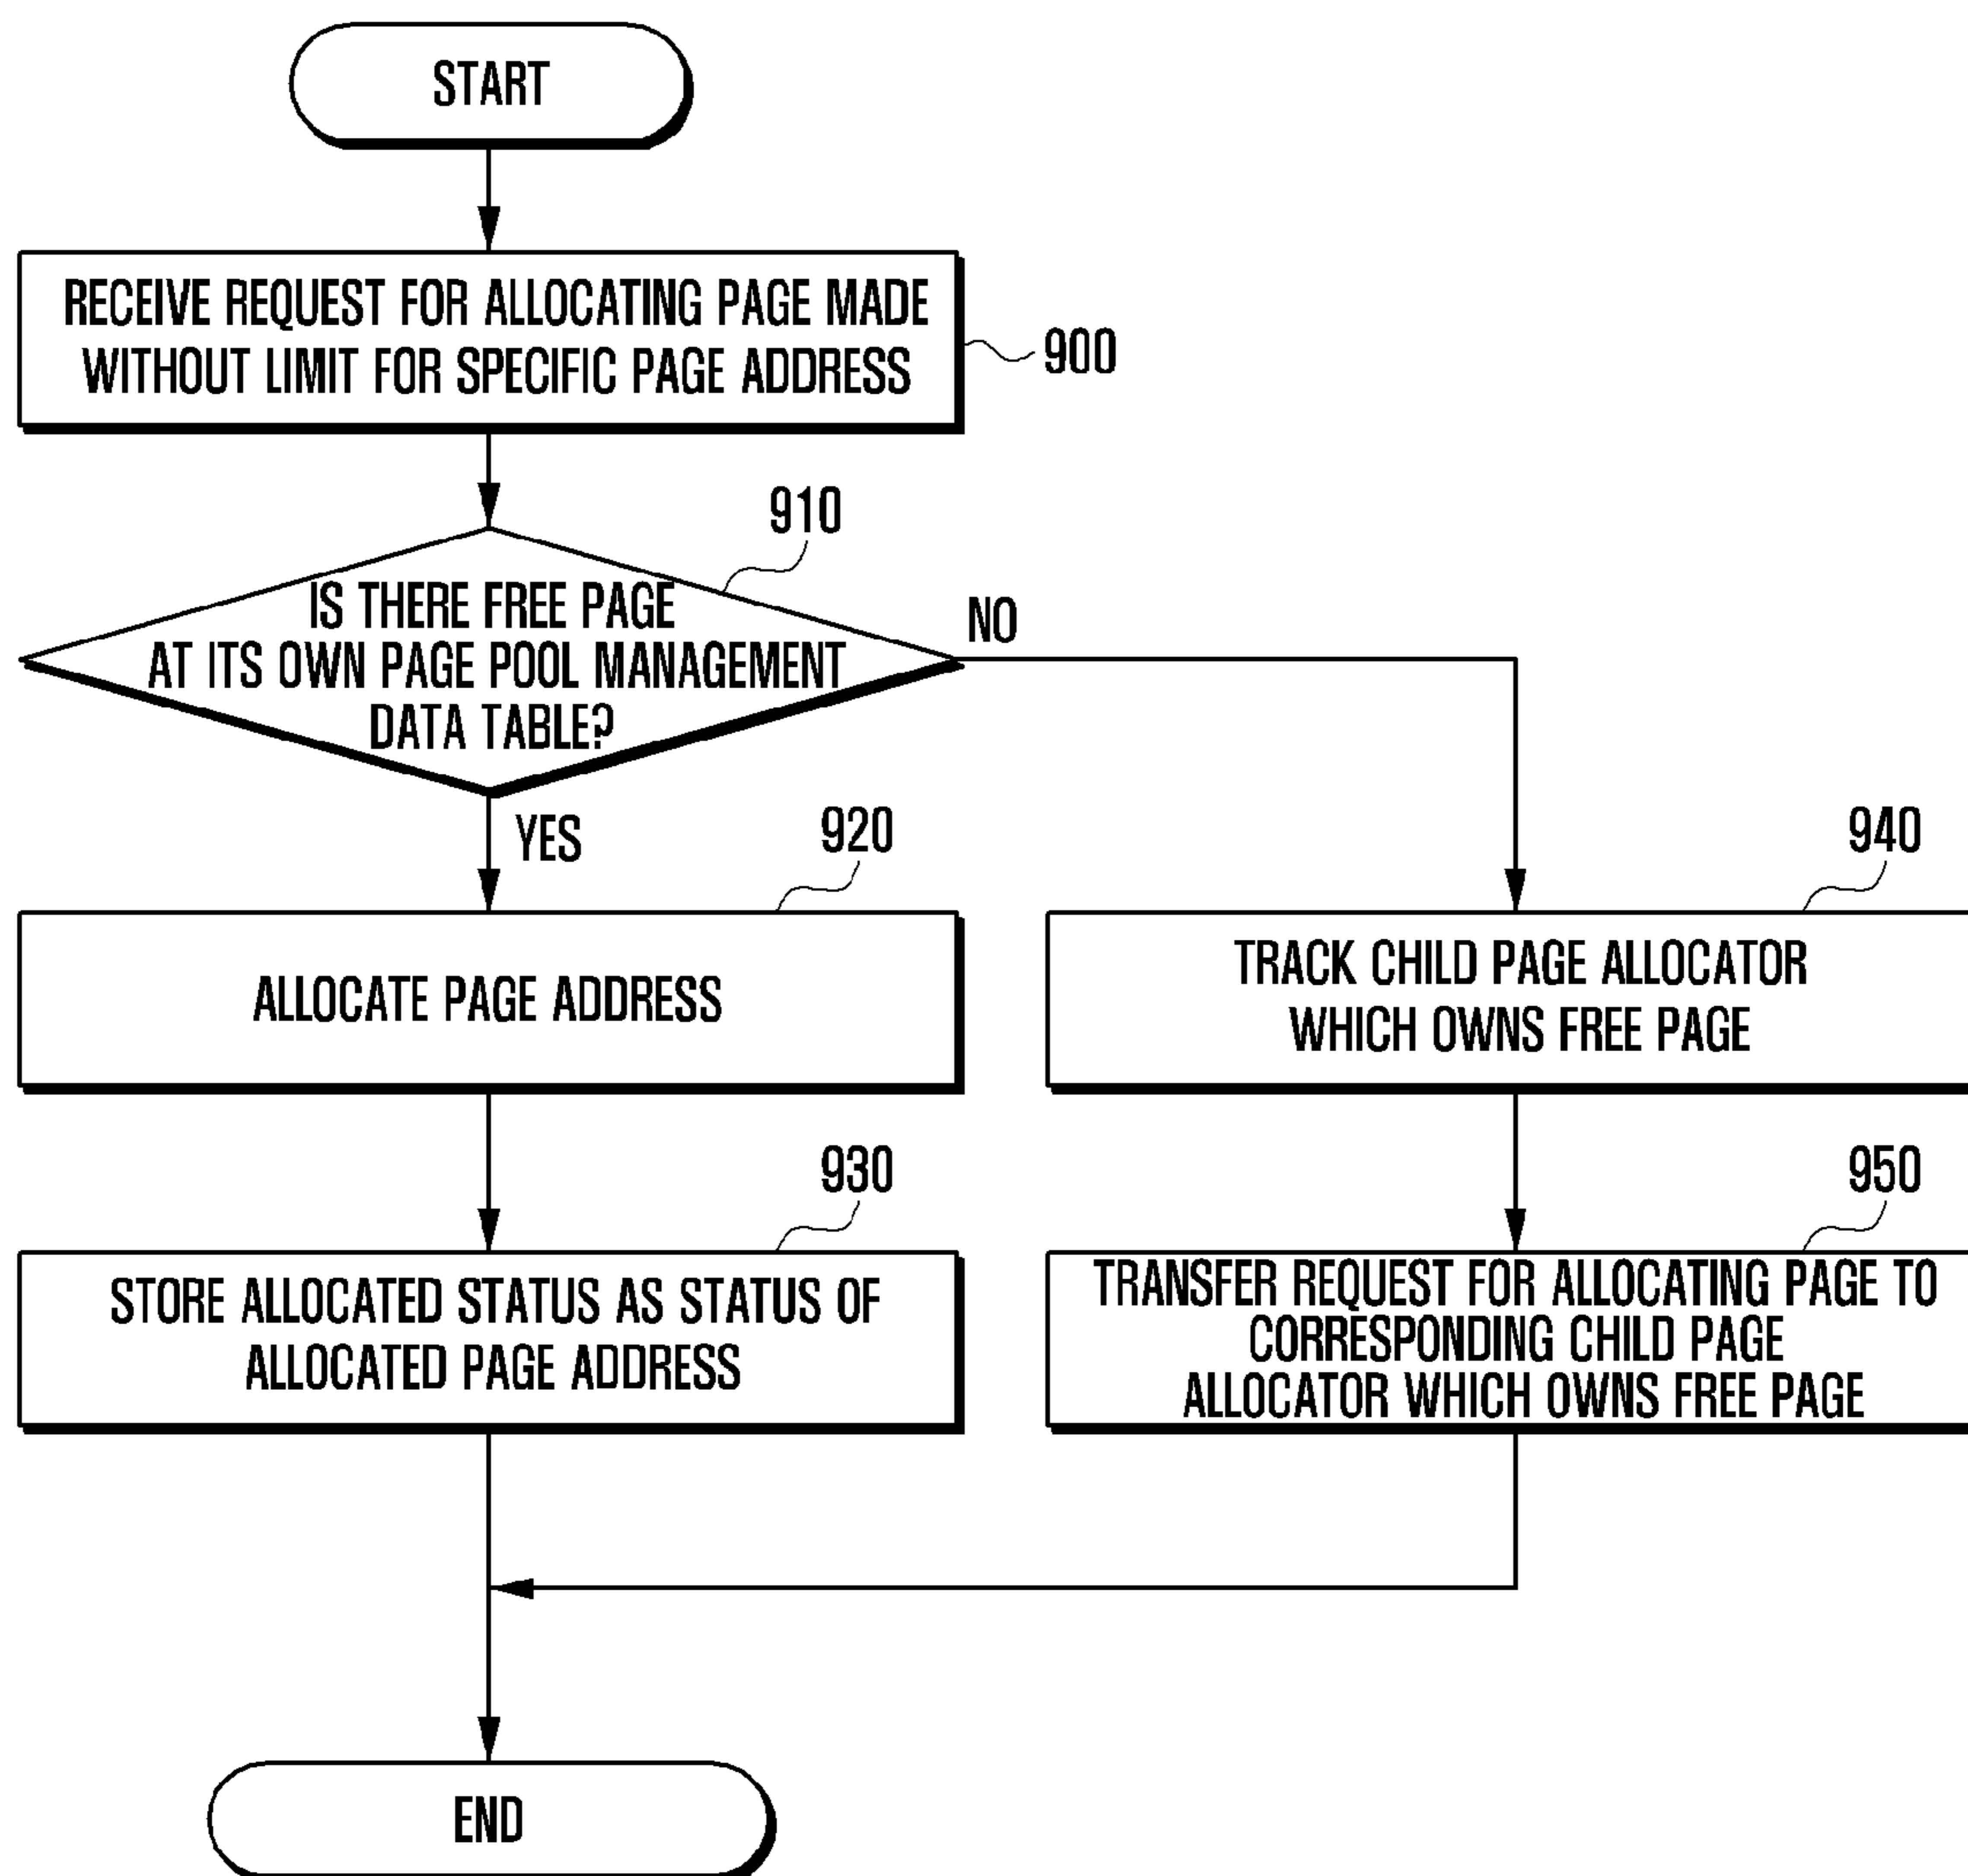 START
RECEIVE REQUEST FOR ALLOCATING PAGE MADE
WITHOUT LIMIT FOR SPECIFIC PAGE ADDRESS
900
910
IS THERE FREE PAGE
AT ITS OWN PAGE POOL MANAGEMENT
DATA TABLE?
NO
YES
920
ALLOCATE PAGE ADDRESS
930
STORE ALLOCATED STATUS AS STATUS OF
ALLOCATED PAGE ADDRESS
940
TRACK CHILD PAGE ALLOCATOR
WHICH OWNS FREE PAGE
950
TRANSFER REQUEST FOR ALLOCATING PAGE TO
CORRESPONDING CHILD PAGE
ALLOCATOR WHICH OWNS FREE PAGE
END